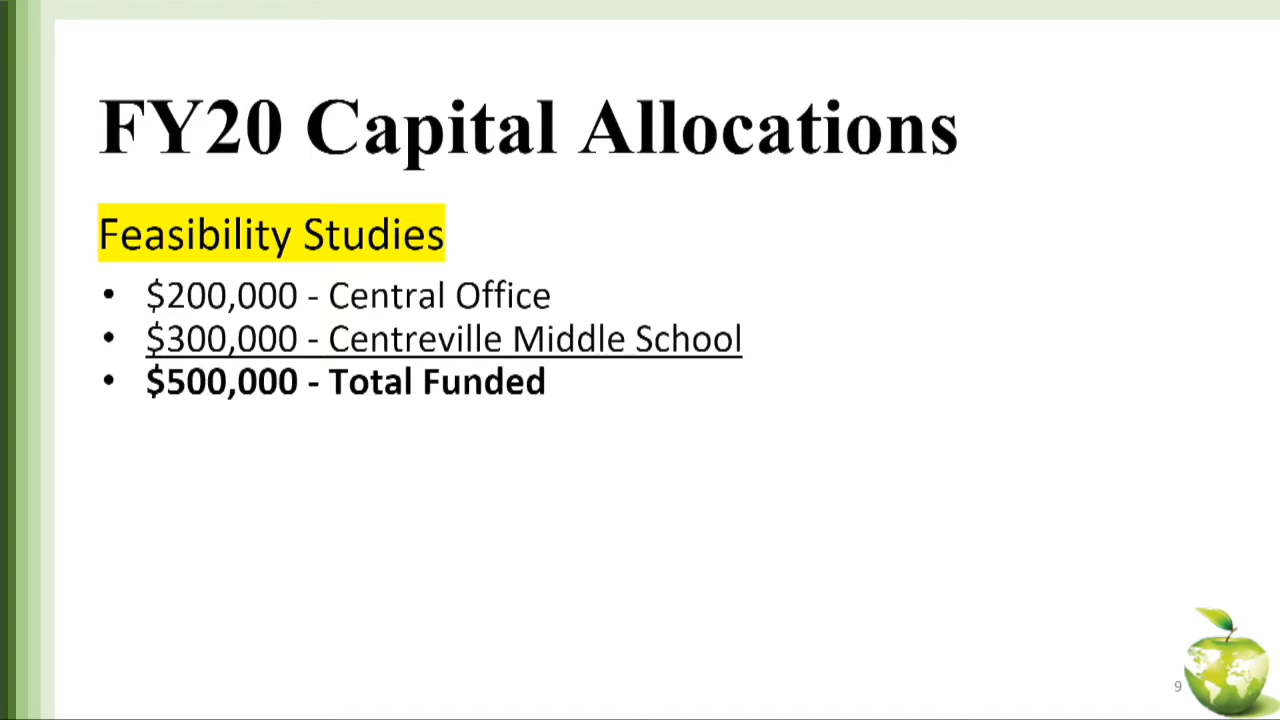 FY20 Capital Allocations
Feasibility Studies
• $200,000 - Central Office
• $300,000 - Centreville Middle School
• $500,000 - Total Funded
9